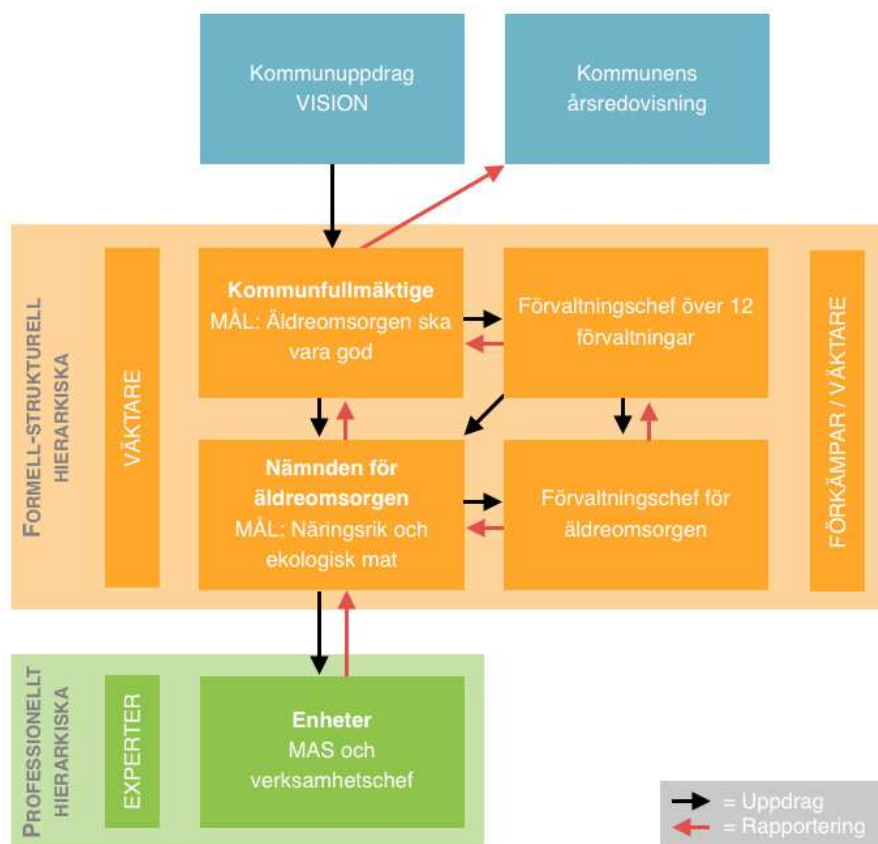 Kommunuppdrag
VISION
Kommunens
årsredovisning
FORMELL-STRUKTURELL
HIERARKISKA
VÄKTARE
Kommunfullmäktige
MÅL: Äldreomsorgen ska
vara god
Förvaltningschef över 12
förvaltningar
FÖRKÄMPAR / VÄKTARE
Nämnden för
äldreomsorgen
MÅL: Näringsrik och
ekologisk mat
Förvaltningschef för
äldreomsorgen
PROFESSIONELLT
HIERARKISKA
EXPERTER
Enheter
MAS och
verksamhetschef
= Uppdrag
= Rapportering